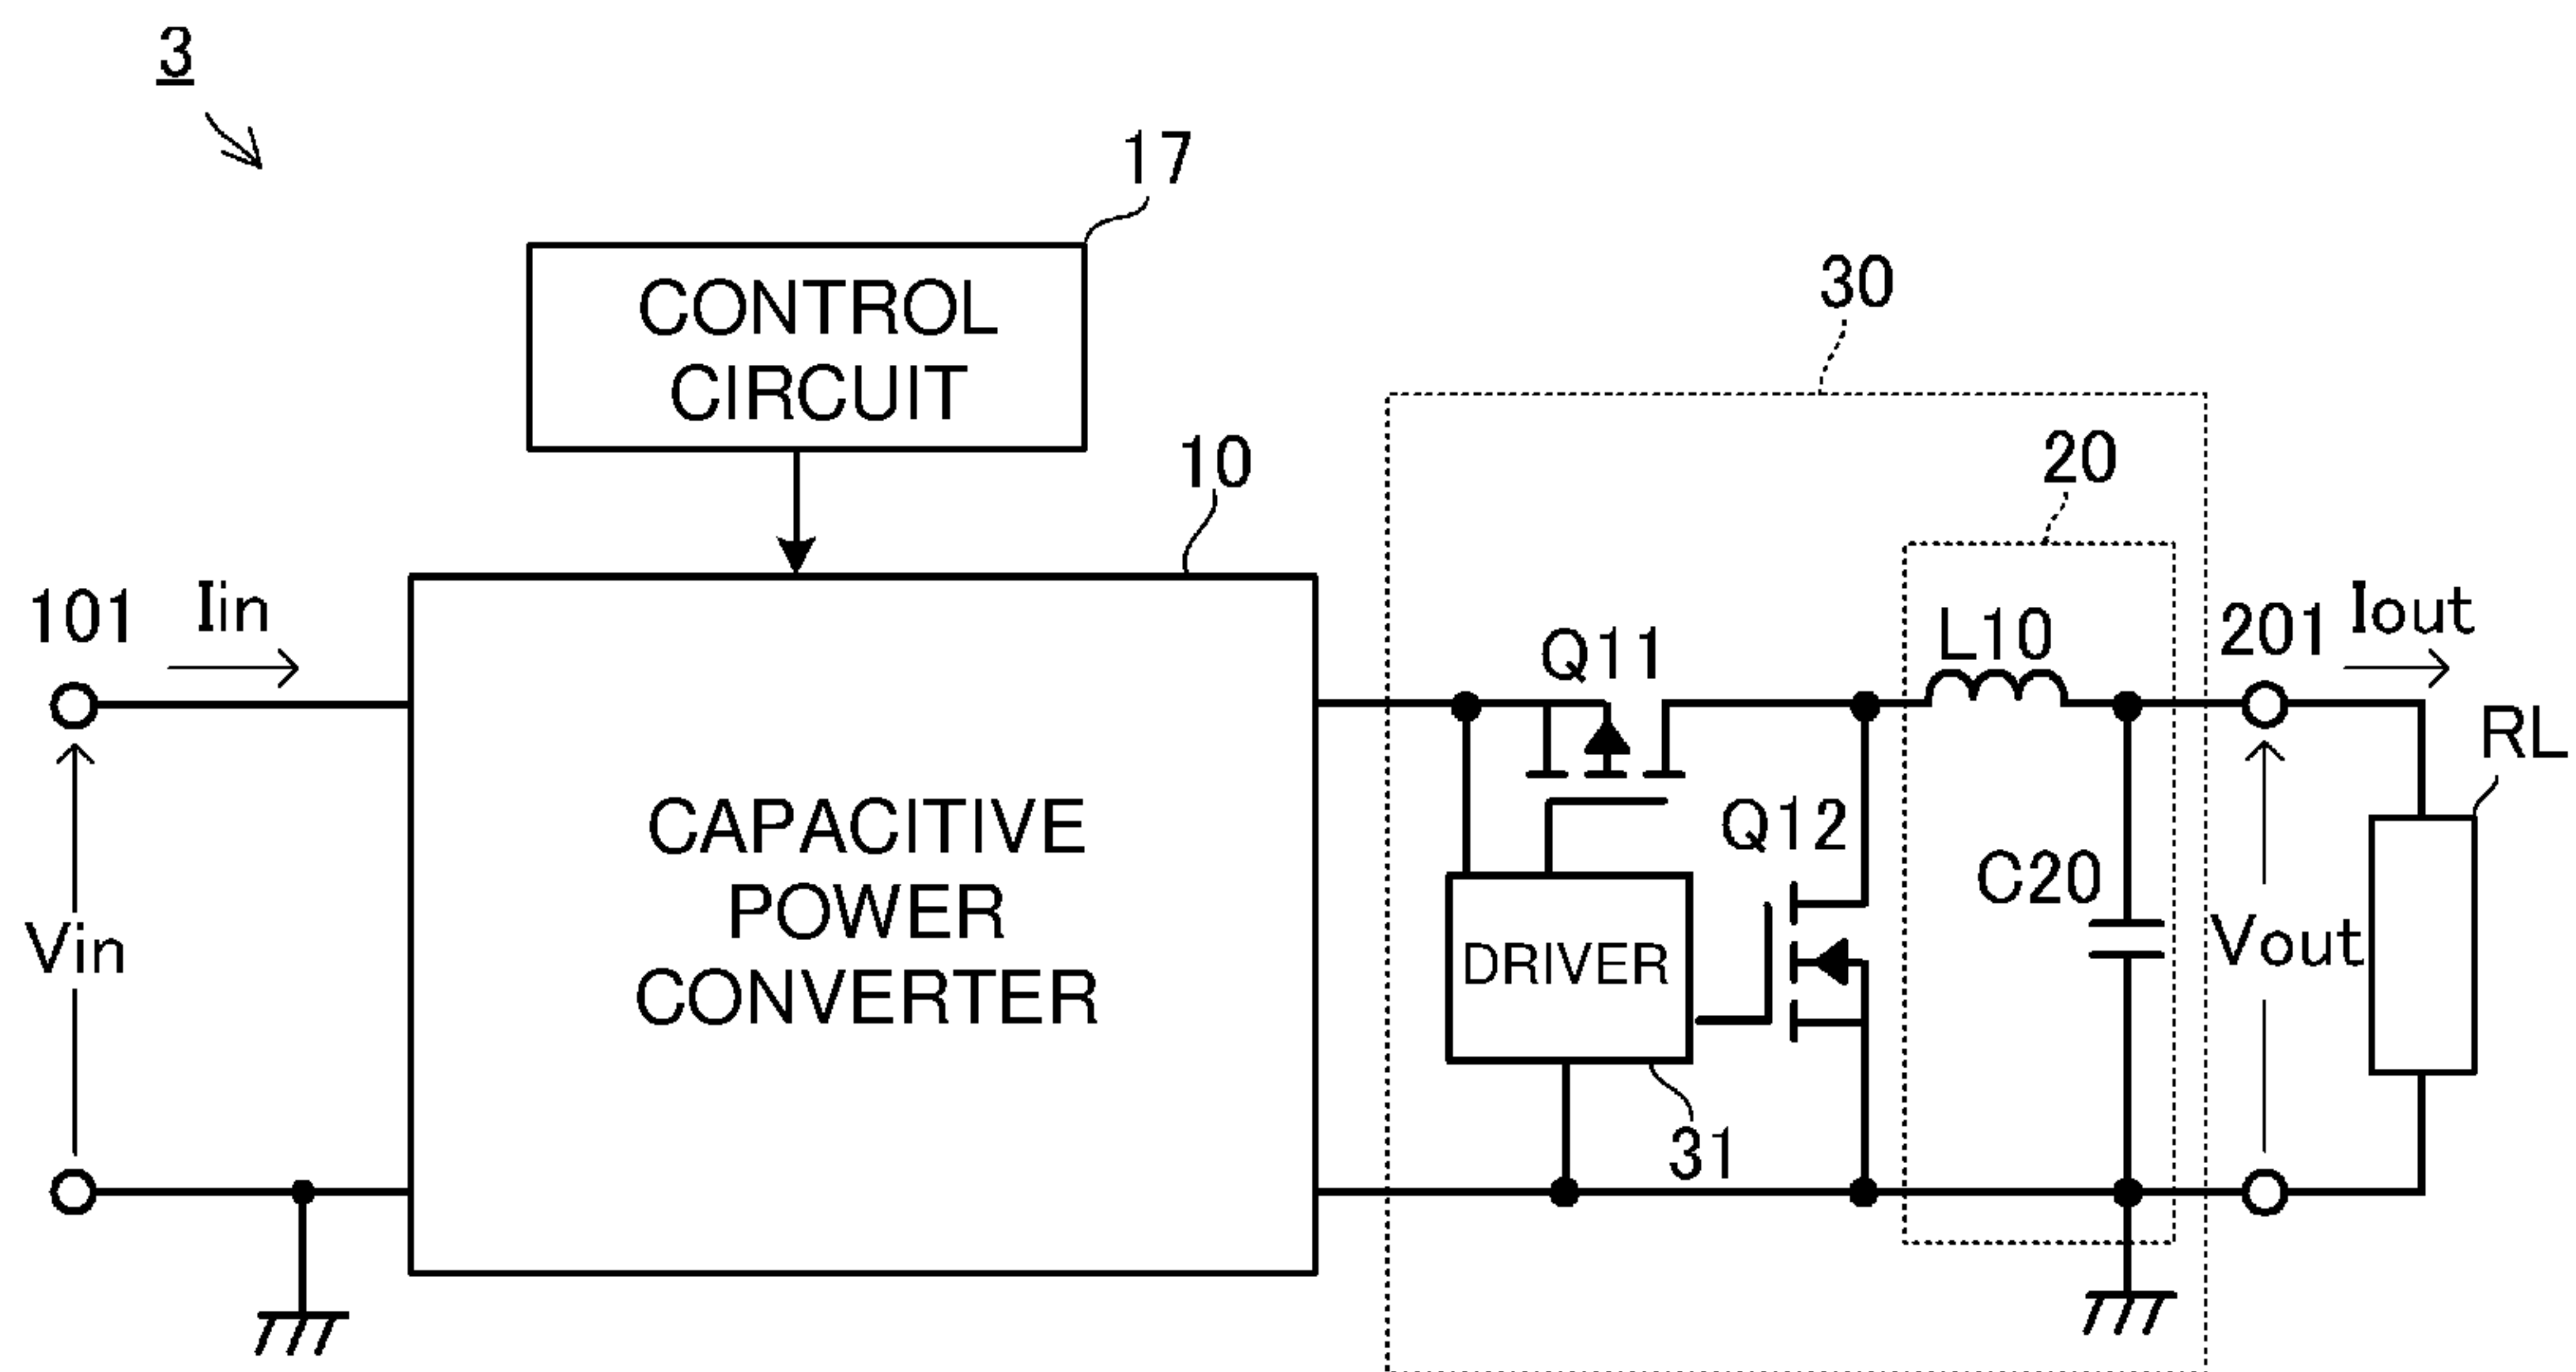 3
17
CONTROL
CIRCUIT
30
10
20
101
Iin
Q11
L10
201
Iout
RL
CAPACITIVE
POWER
CONVERTER
Q12
C20
Vin
DRIVER
Vout
31